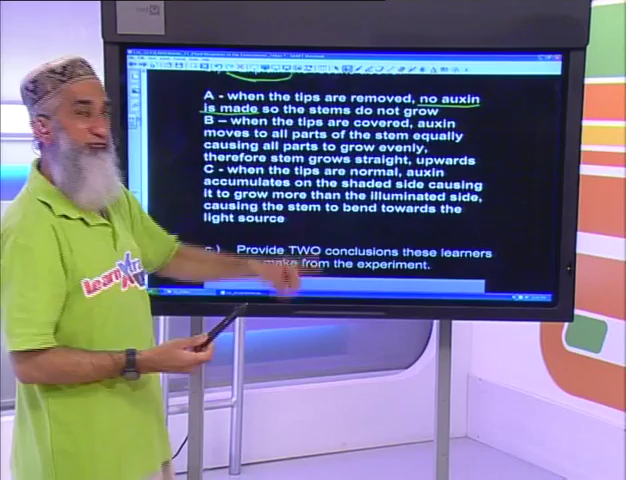 A - when the tips are removed, no auxin
is made so the stems do not grow
B – when the tips are covered, auxin
moves to all parts of the stem equally
causing all parts to grow evenly,
therefore stem grows straight, upwards
C - when the tips are normal, auxin
accumulates on the shaded side causing
it to grow more than the illuminated side,
causing the stem to bend towards the
light source
c.) Provide TWO conclusions these learners
make from the experiment.
Learn Xtra